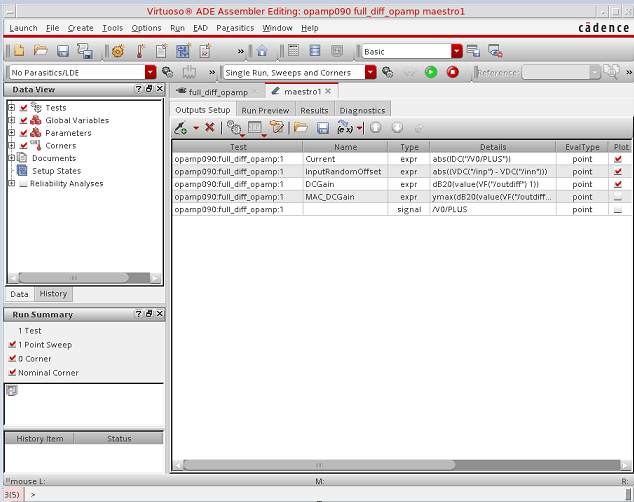 Virtuoso® ADE Assembler Editing: opamp090 full_diff_opamp maestro1
Launch File Create Tools Options Run EAD Parasitics Window Help cādence
» » Basic
No Parasitics/LDE Single Run, Sweeps and Corners Reference: »
Data View
full_diff_opamp maestro1
Tests
Global Variables
Parameters
Corners
Documents
Setup States
Reliability Analyses
Outputs Setup Run Preview Results Diagnostics
Test Name Type Details EvalType Plot
opamp090:full_diff_opamp:1 Current expr abs(IDC("/V0/PLUS")) point
opamp090:full_diff_opamp:1 InputRandomOffset expr abs((VDC("/inp") - VDC("/inn"))) point
opamp090:full_diff_opamp:1 DCGain expr dB20(value(VF("/outdiff") 1)) point
opamp090:full_diff_opamp:1 MAC_DCGain expr ymax(dB20(value(VF("/outdiff... point
opamp090:full_diff_opamp:1 signal /V0/PLUS point
Data History
Run Summary
1 Test
1 Point Sweep
0 Corner
Nominal Corner
History Item Status
mouse L: M: R:
3(5) >